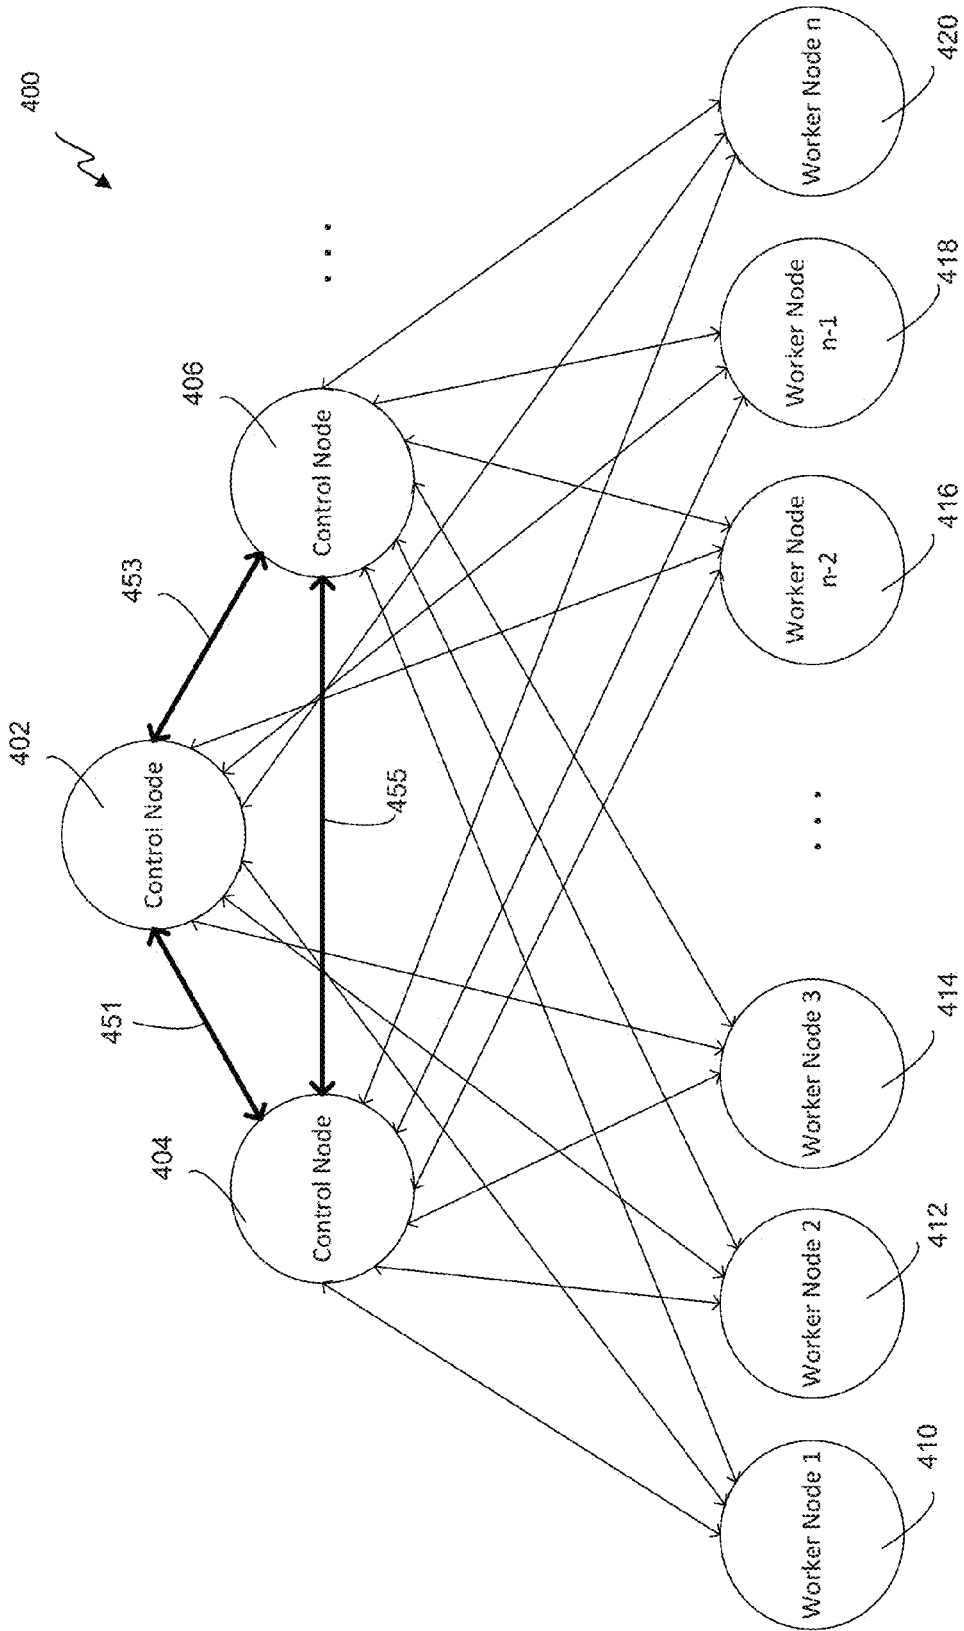 400
402
Control Node
451
453
404
Control Node
406
Control Node
. . .
455
Worker Node 1
Worker Node 2
Worker Node 3
. . .
Worker Node
n-2
Worker Node
n-1
Worker Node n
410
412
414
416
418
420